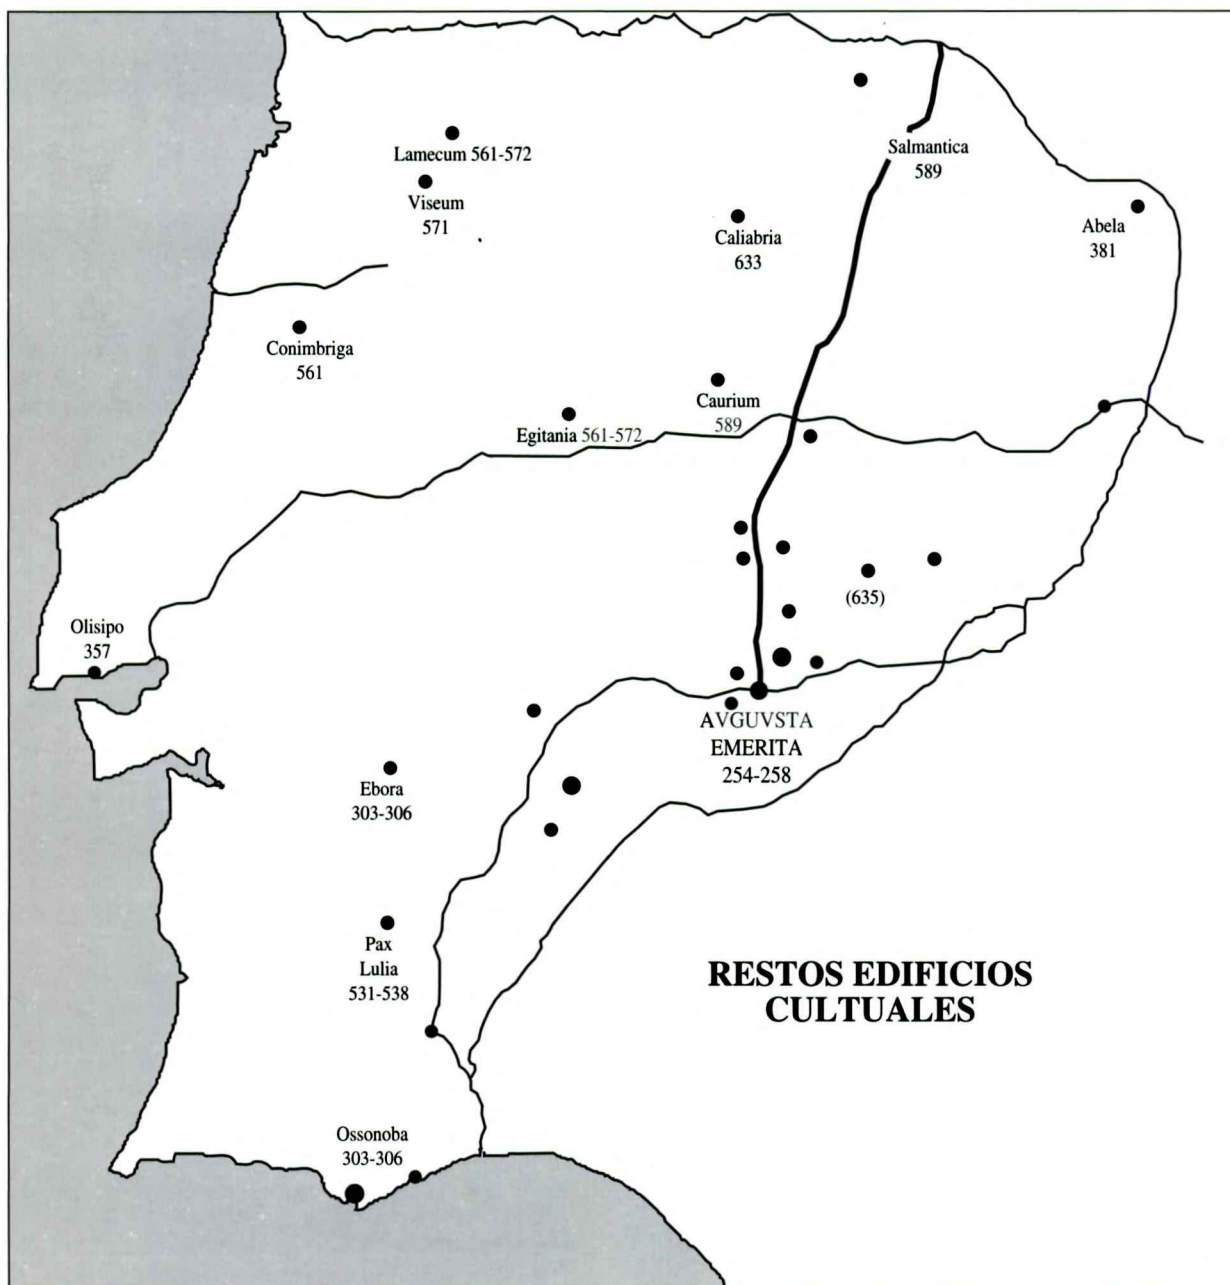 Lamecum 561-572
Viseum
571
Salmantica
589
Caliabria
633
Abela
381
Conimbriga
561
Caurium
589
Egitania 561-572
(635)
Olisipo
357
AVGUVSTA
EMERITA
254-258
Ebora
303-306
Pax
Lulia
531-538
RESTOS EDIFICIOS
CULTUALES
Ossonoba
303-306